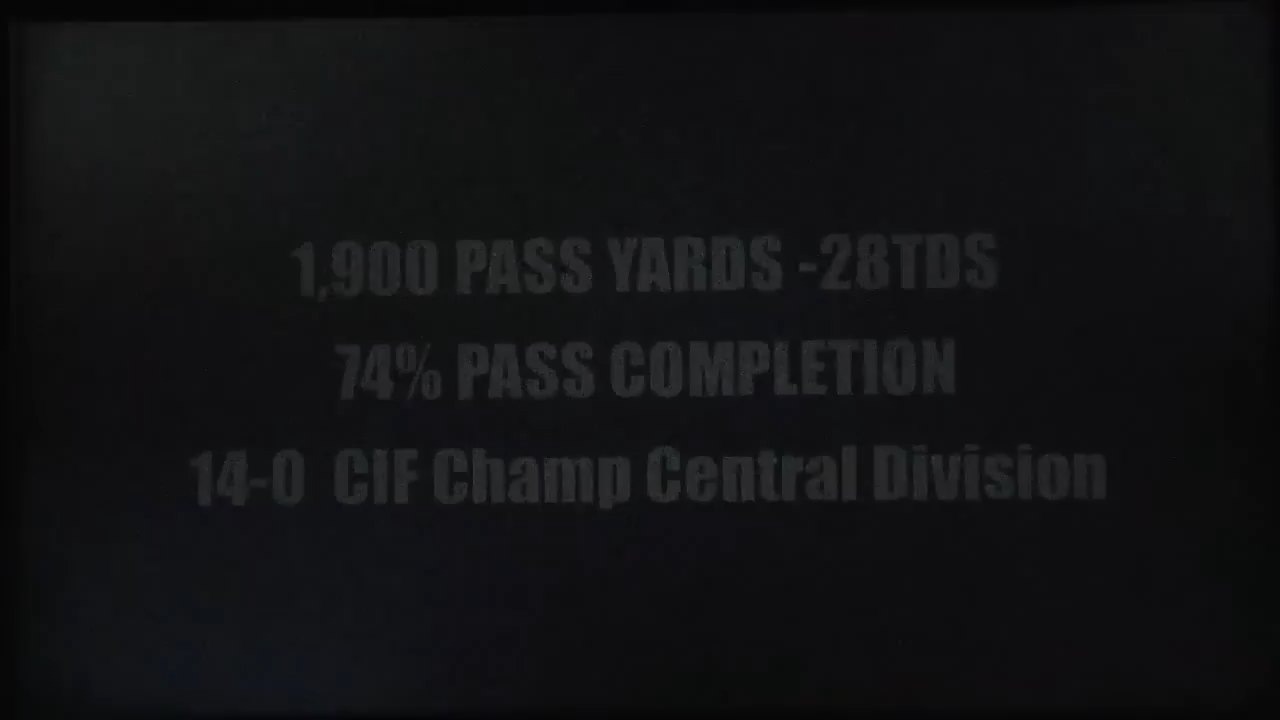 1,900 PASS YARDS -28TDS
74% PASS COMPLETION
14-0 CIF Champ Central Division